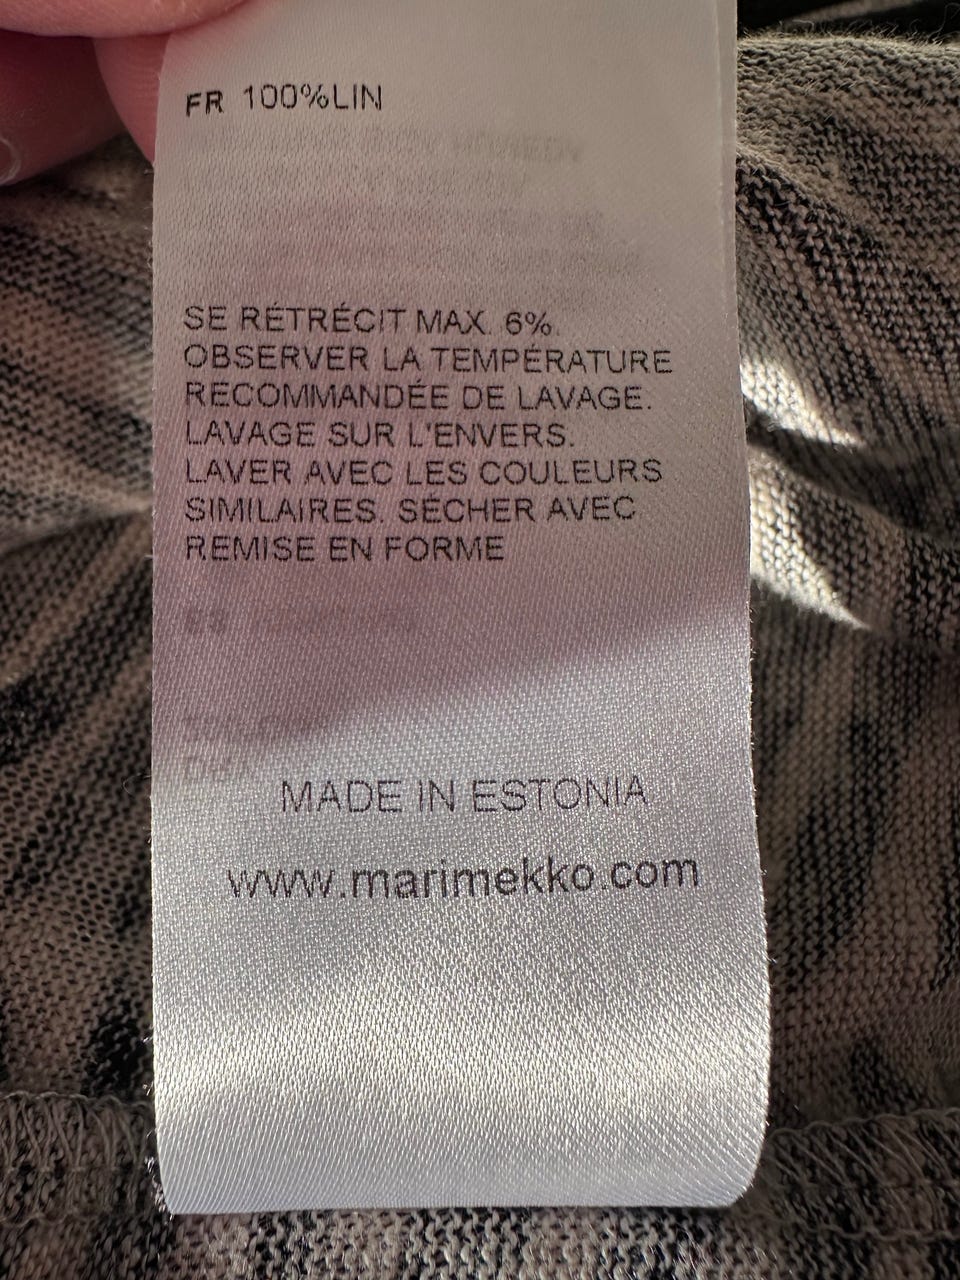 FR 100%LIN
SE RÉTRÉCIT MAX. 6%.
OBSERVER LA TEMPÉRATURE
RECOMMANDÉE DE LAVAGE.
LAVAGE SUR L'ENVERS.
LAVER AVEC LES COULEURS
SIMILAIRES. SÉCHER AVEC
REMISE EN FORME
MADE IN ESTONIA
www.marimekko.com